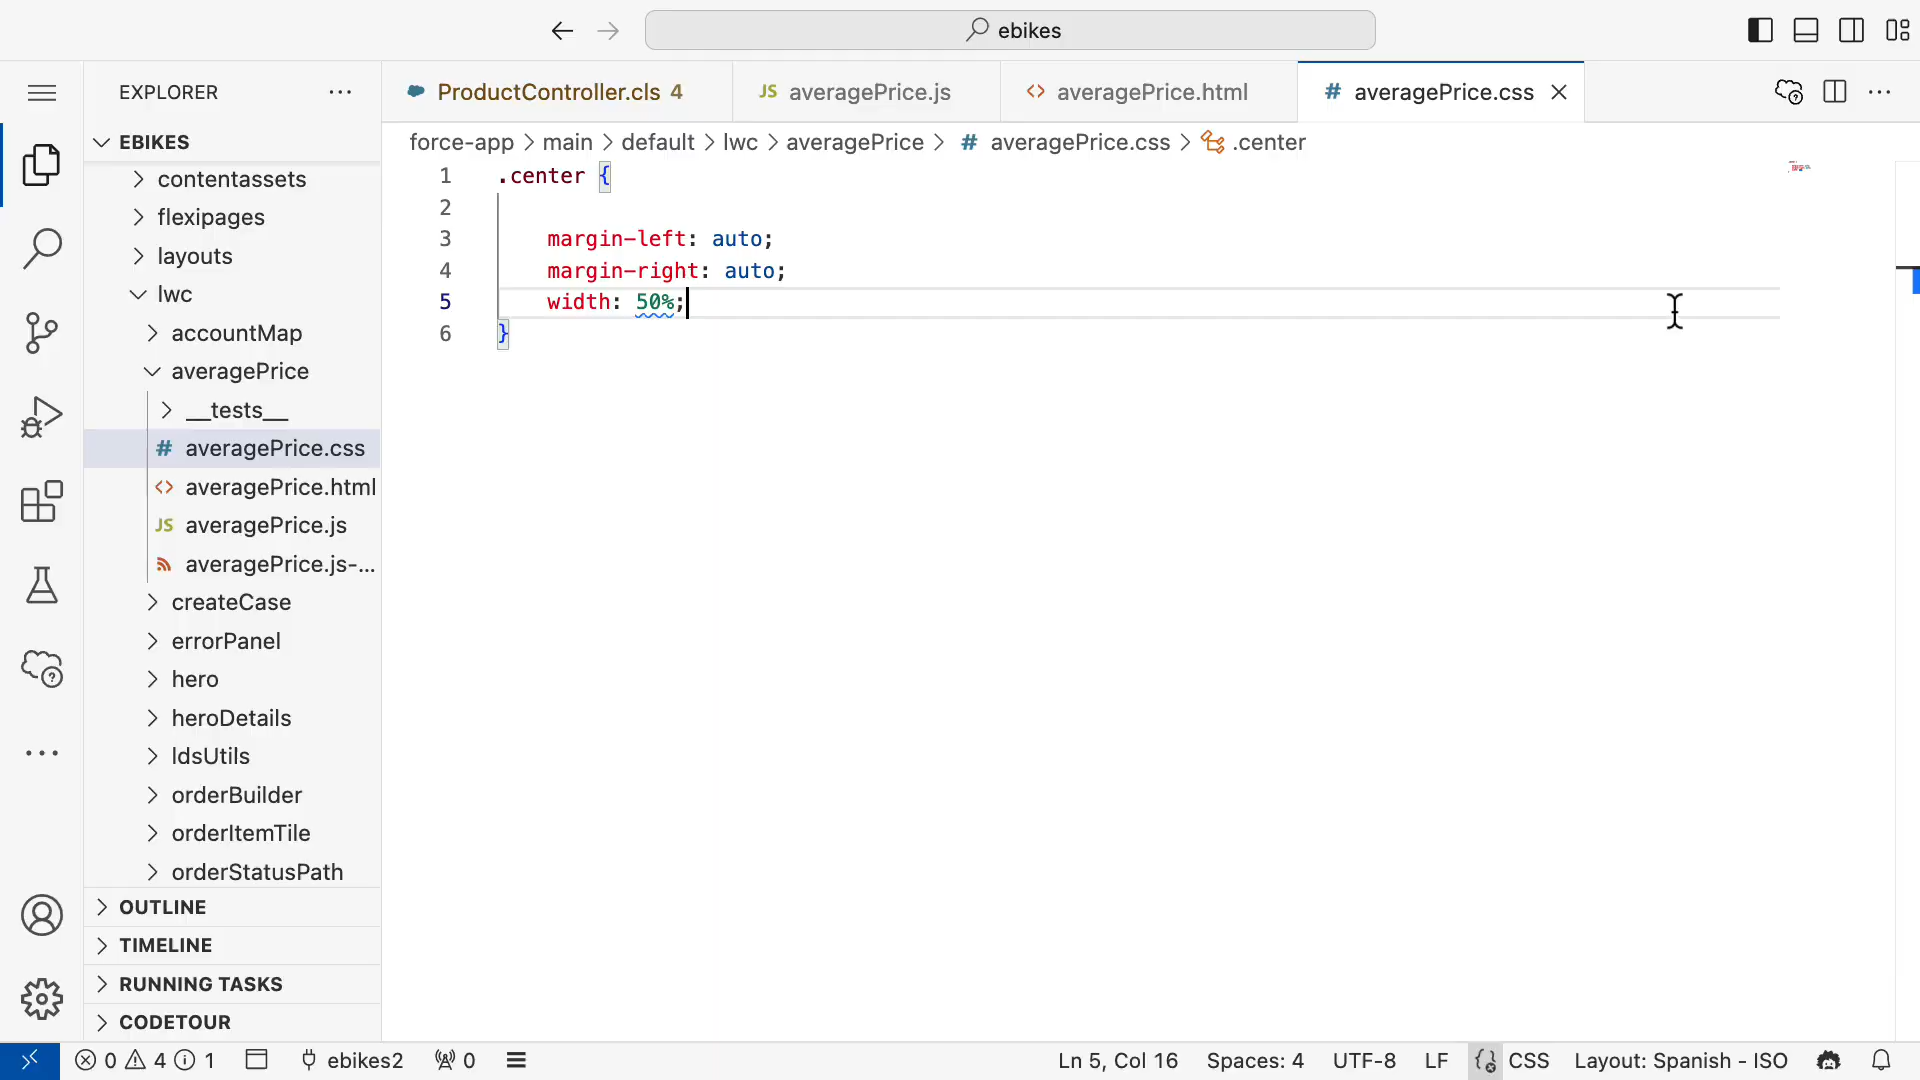 ebikes
EXPLORER
ProductController.cls 4
JS averagePrice.js
<> averagePrice.html
# averagePrice.css
EBIKES
force-app > main > default > lwc > averagePrice > # averagePrice.css > .center
contentassets
flexipages
layouts
lwc
accountMap
averagePrice
__tests__
# averagePrice.css
<> averagePrice.html
JS averagePrice.js
averagePrice.js-...
createCase
errorPanel
hero
heroDetails
ldsUtils
orderBuilder
orderItemTile
orderStatusPath
OUTLINE
TIMELINE
RUNNING TASKS
CODETOUR
1 .center {
2
3 margin-left: auto;
4 margin-right: auto;
5 width: 50%;
6 }
0 4 1 ebikes2 0 Ln 5, Col 16 Spaces: 4 UTF-8 LF CSS Layout: Spanish - ISO